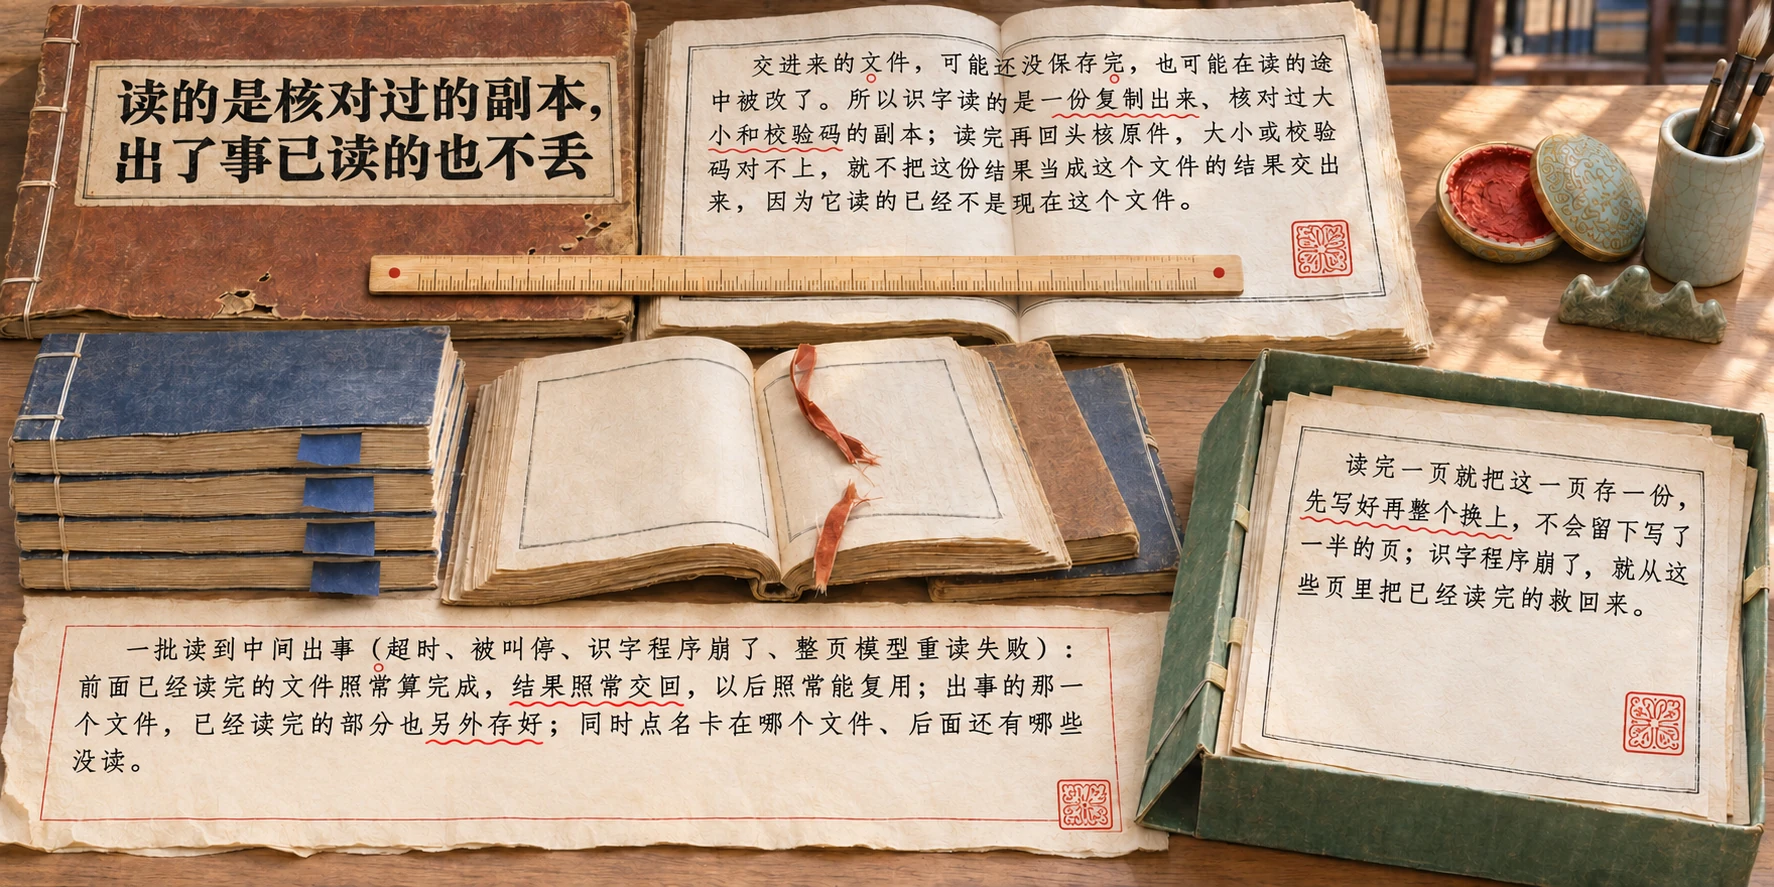 读的是核对过的副本，
出了事已读的也不丢
交进来的文件，可能还没保存完，也可能在读的途
中被改了。所以识字读的是一份复制出来、核对过大
小和校验码的副本；读完再回头核原件，大小或校验
码对不上，就不把这份结果当成这个文件的结果交出
来，因为它读的已经不是现在这个文件。
读完一页就把这一页存一份，
先写好再整个换上，不会留下写了
一半的页；识字程序崩了，就从这
些页里把已经读完的救回来。
一批读到中间出事（超时、被叫停、识字程序崩了、整页模型重读失败）：
前面已经读完的文件照常算完成，结果照常交回，以后照常能复用；出事的那一
个文件，已经读完的部分也另外存好；同时点名卡在哪个文件、后面还有哪些
没读。